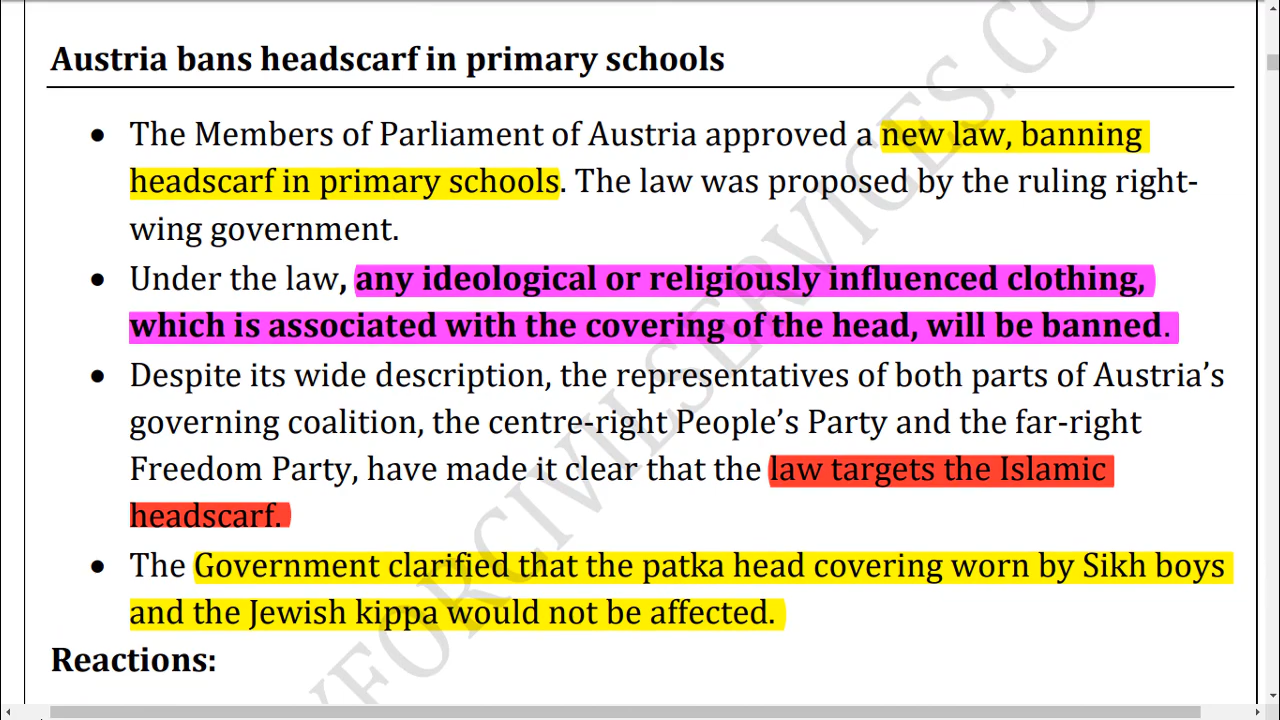 Austria bans headscarf in primary schools
• The Members of Parliament of Austria approved a new law, banning
headscarf in primary schools. The law was proposed by the ruling right-
wing government.
• Under the law, any ideological or religiously influenced clothing,
which is associated with the covering of the head, will be banned.
• Despite its wide description, the representatives of both parts of Austria’s
governing coalition, the centre-right People’s Party and the far-right
Freedom Party, have made it clear that the law targets the Islamic
headscarf.
• The Government clarified that the patka head covering worn by Sikh boys
and the Jewish kippa would not be affected.
Reactions:
YFORCIVILSERVICES.CO